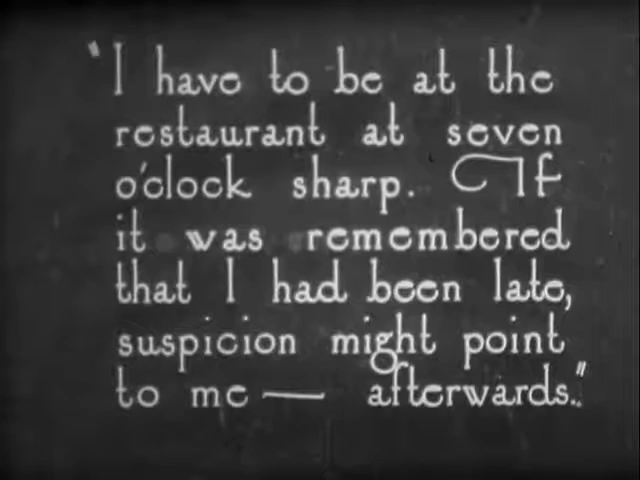 "I have to be at the
restaurant at seven
o'clock sharp. If
it was remembered
that I had been late,
suspicion might point
to me — afterwards."